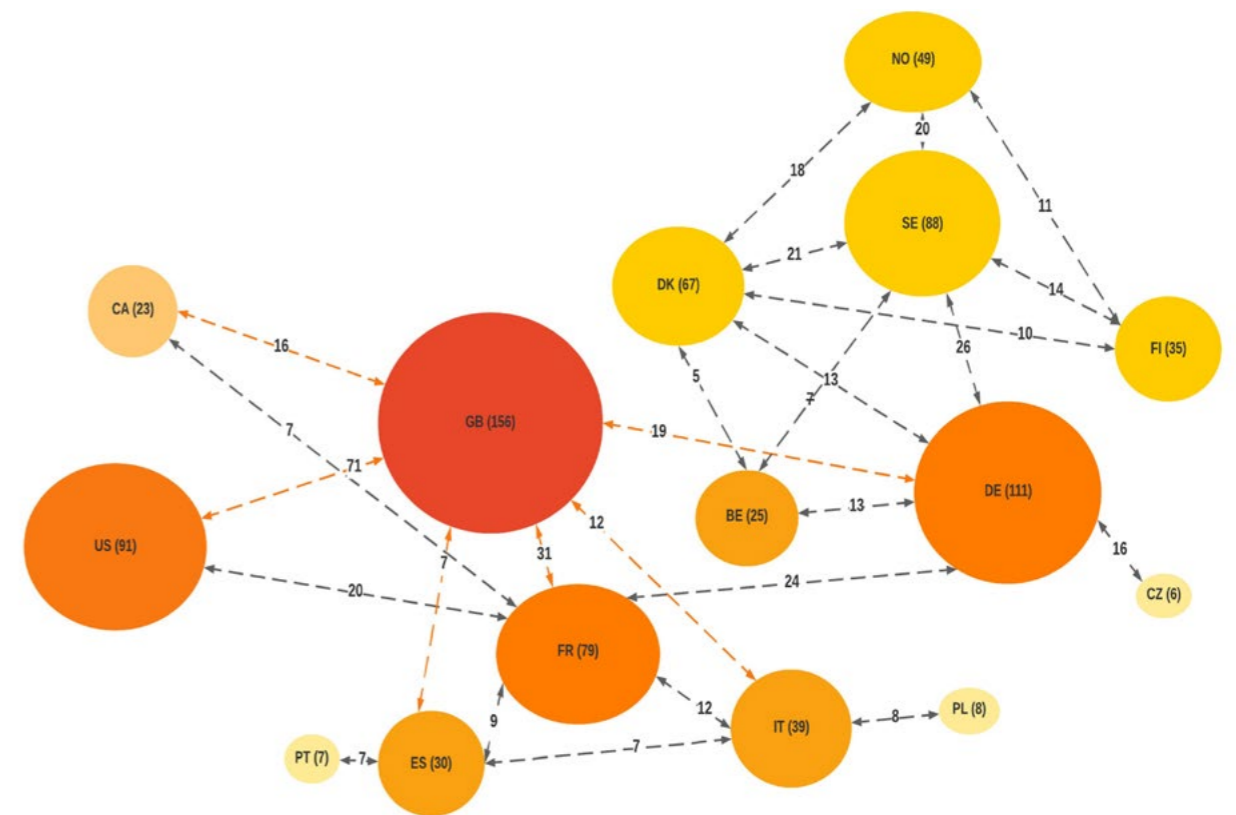 NO (49)
20
18
11
SE (88)
21
DK (67)
14
CA (23)
10
16
26
FI (35)
5
13
7
GB (156)
7
19
71
DE (111)
13
BE (25)
12
US (91)
31
16
7
24
20
CZ (6)
FR (79)
12
PL (8)
8
9
IT (39)
7
PT (7)
7
ES (30)